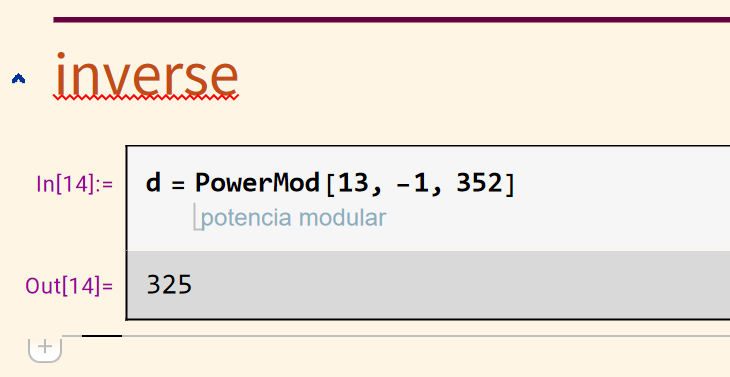 inverse
In[14]:= d = PowerMod[13, -1, 352]
potencia modular
Out[14]= 325
+